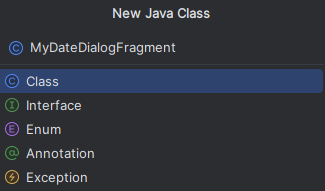 New Java Class
MyDateDialogFragment
Class
Interface
Enum
Annotation
Exception